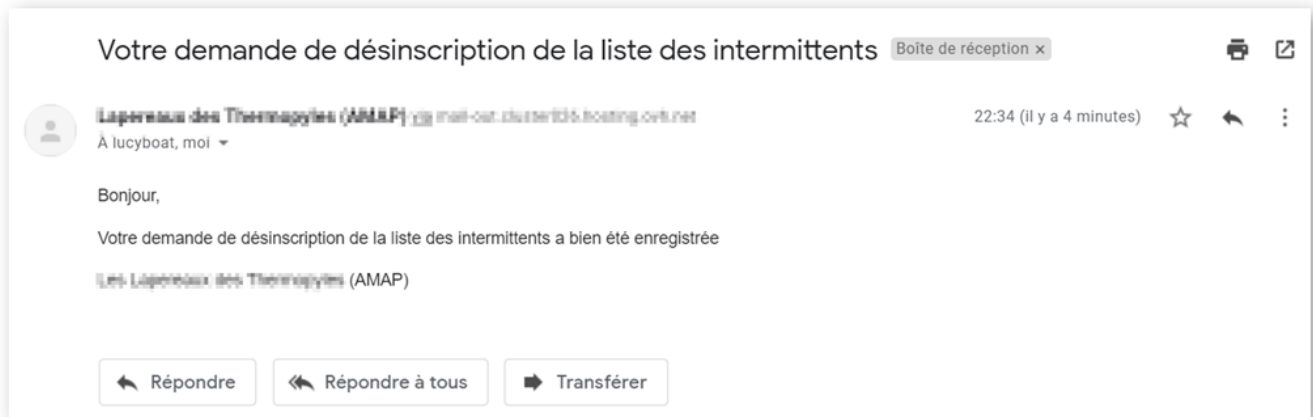 Votre demande de désinscription de la liste des intermittents Boîte de réception ×
(AMAP) 22:34 (il y a 4 minutes)
À lucyboat, moi
Bonjour,
Votre demande de désinscription de la liste des intermittents a bien été enregistrée
(AMAP)
Répondre Répondre à tous Transférer